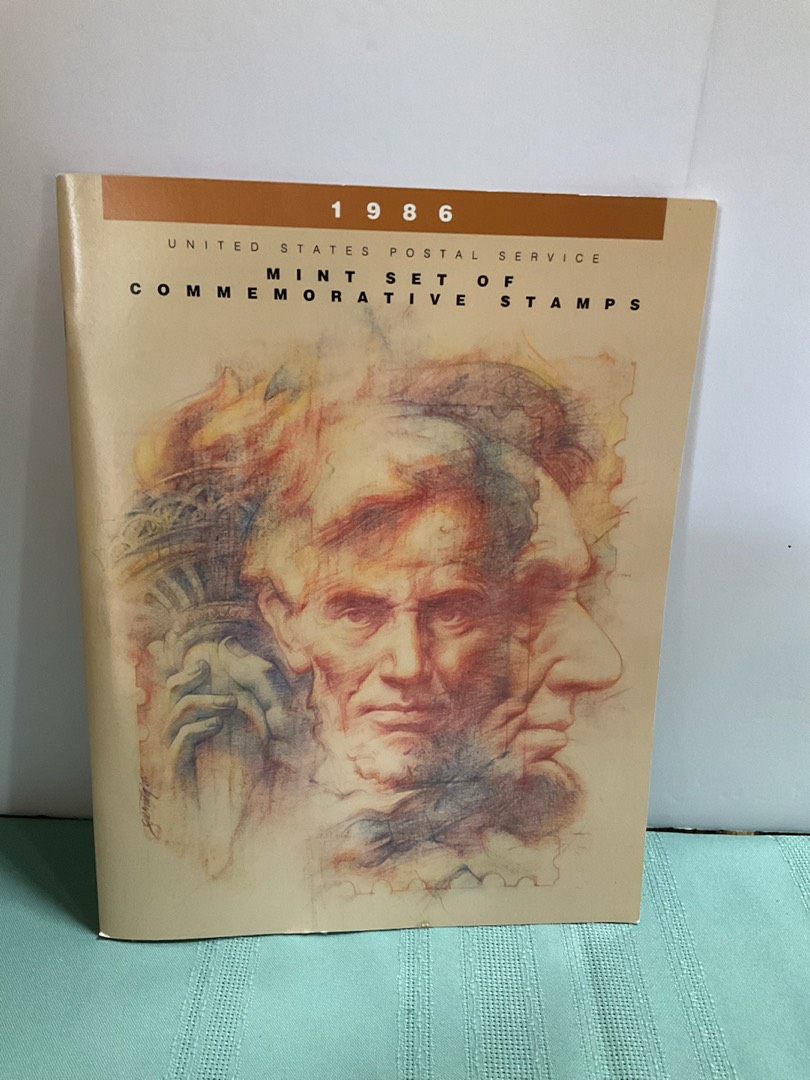 1986
UNITED STATES POSTAL SERVICE
MINT SET OF
COMMEMORATIVE STAMPS